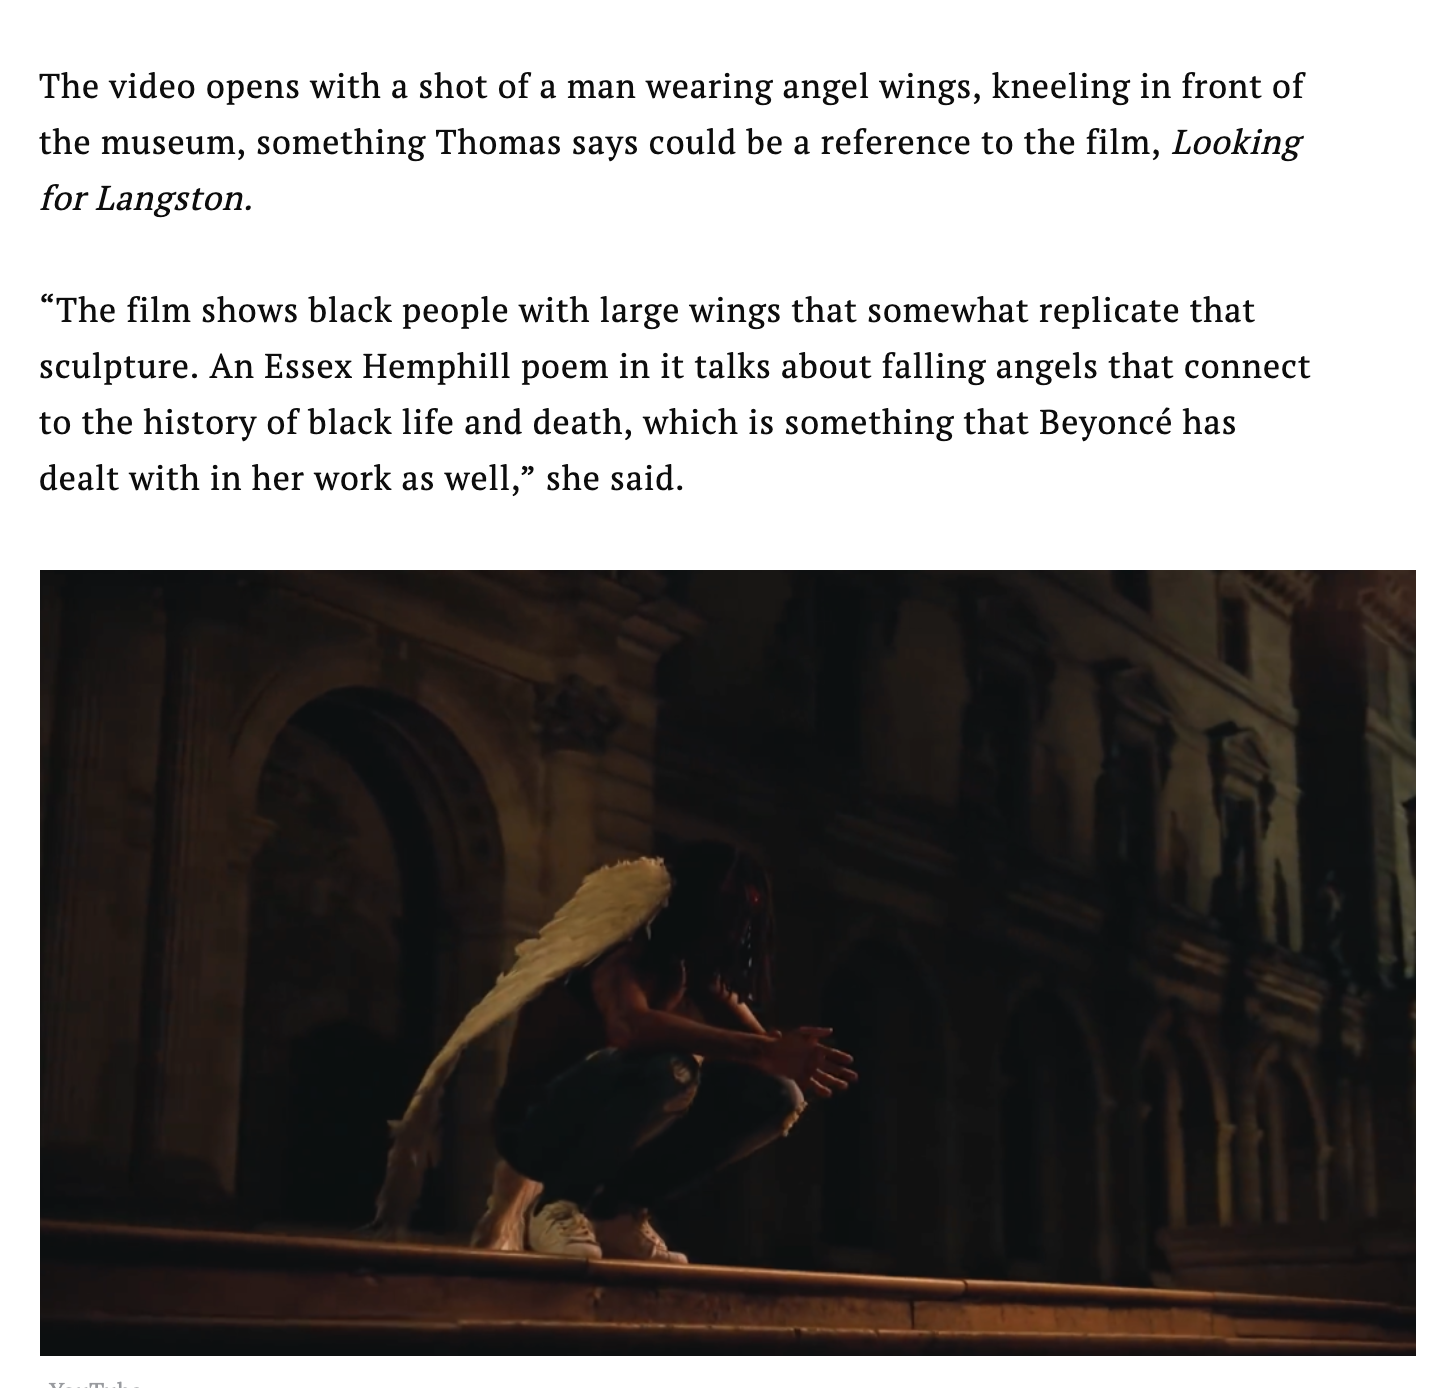 The video opens with a shot of a man wearing angel wings, kneeling in front of
the museum, something Thomas says could be a reference to the film, Looking
for Langston.
“The film shows black people with large wings that somewhat replicate that
sculpture. An Essex Hemphill poem in it talks about falling angels that connect
to the history of black life and death, which is something that Beyoncé has
dealt with in her work as well,” she said.
YouTube